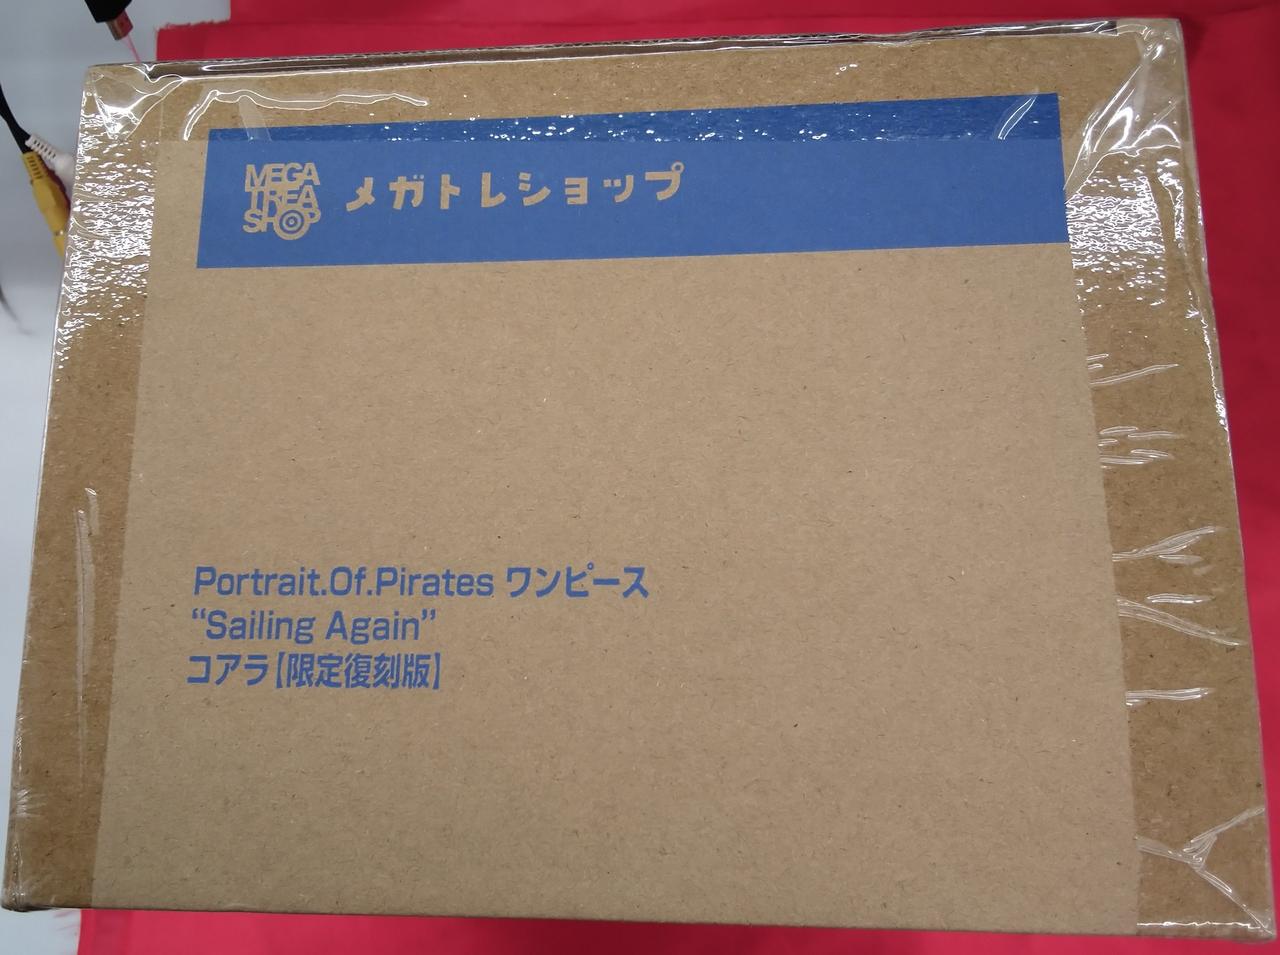 MEGA
TREA
SHOP
メガトレショップ
Portrait.Of.Pirates ワンピース
“Sailing Again”
コアラ【限定復刻版】